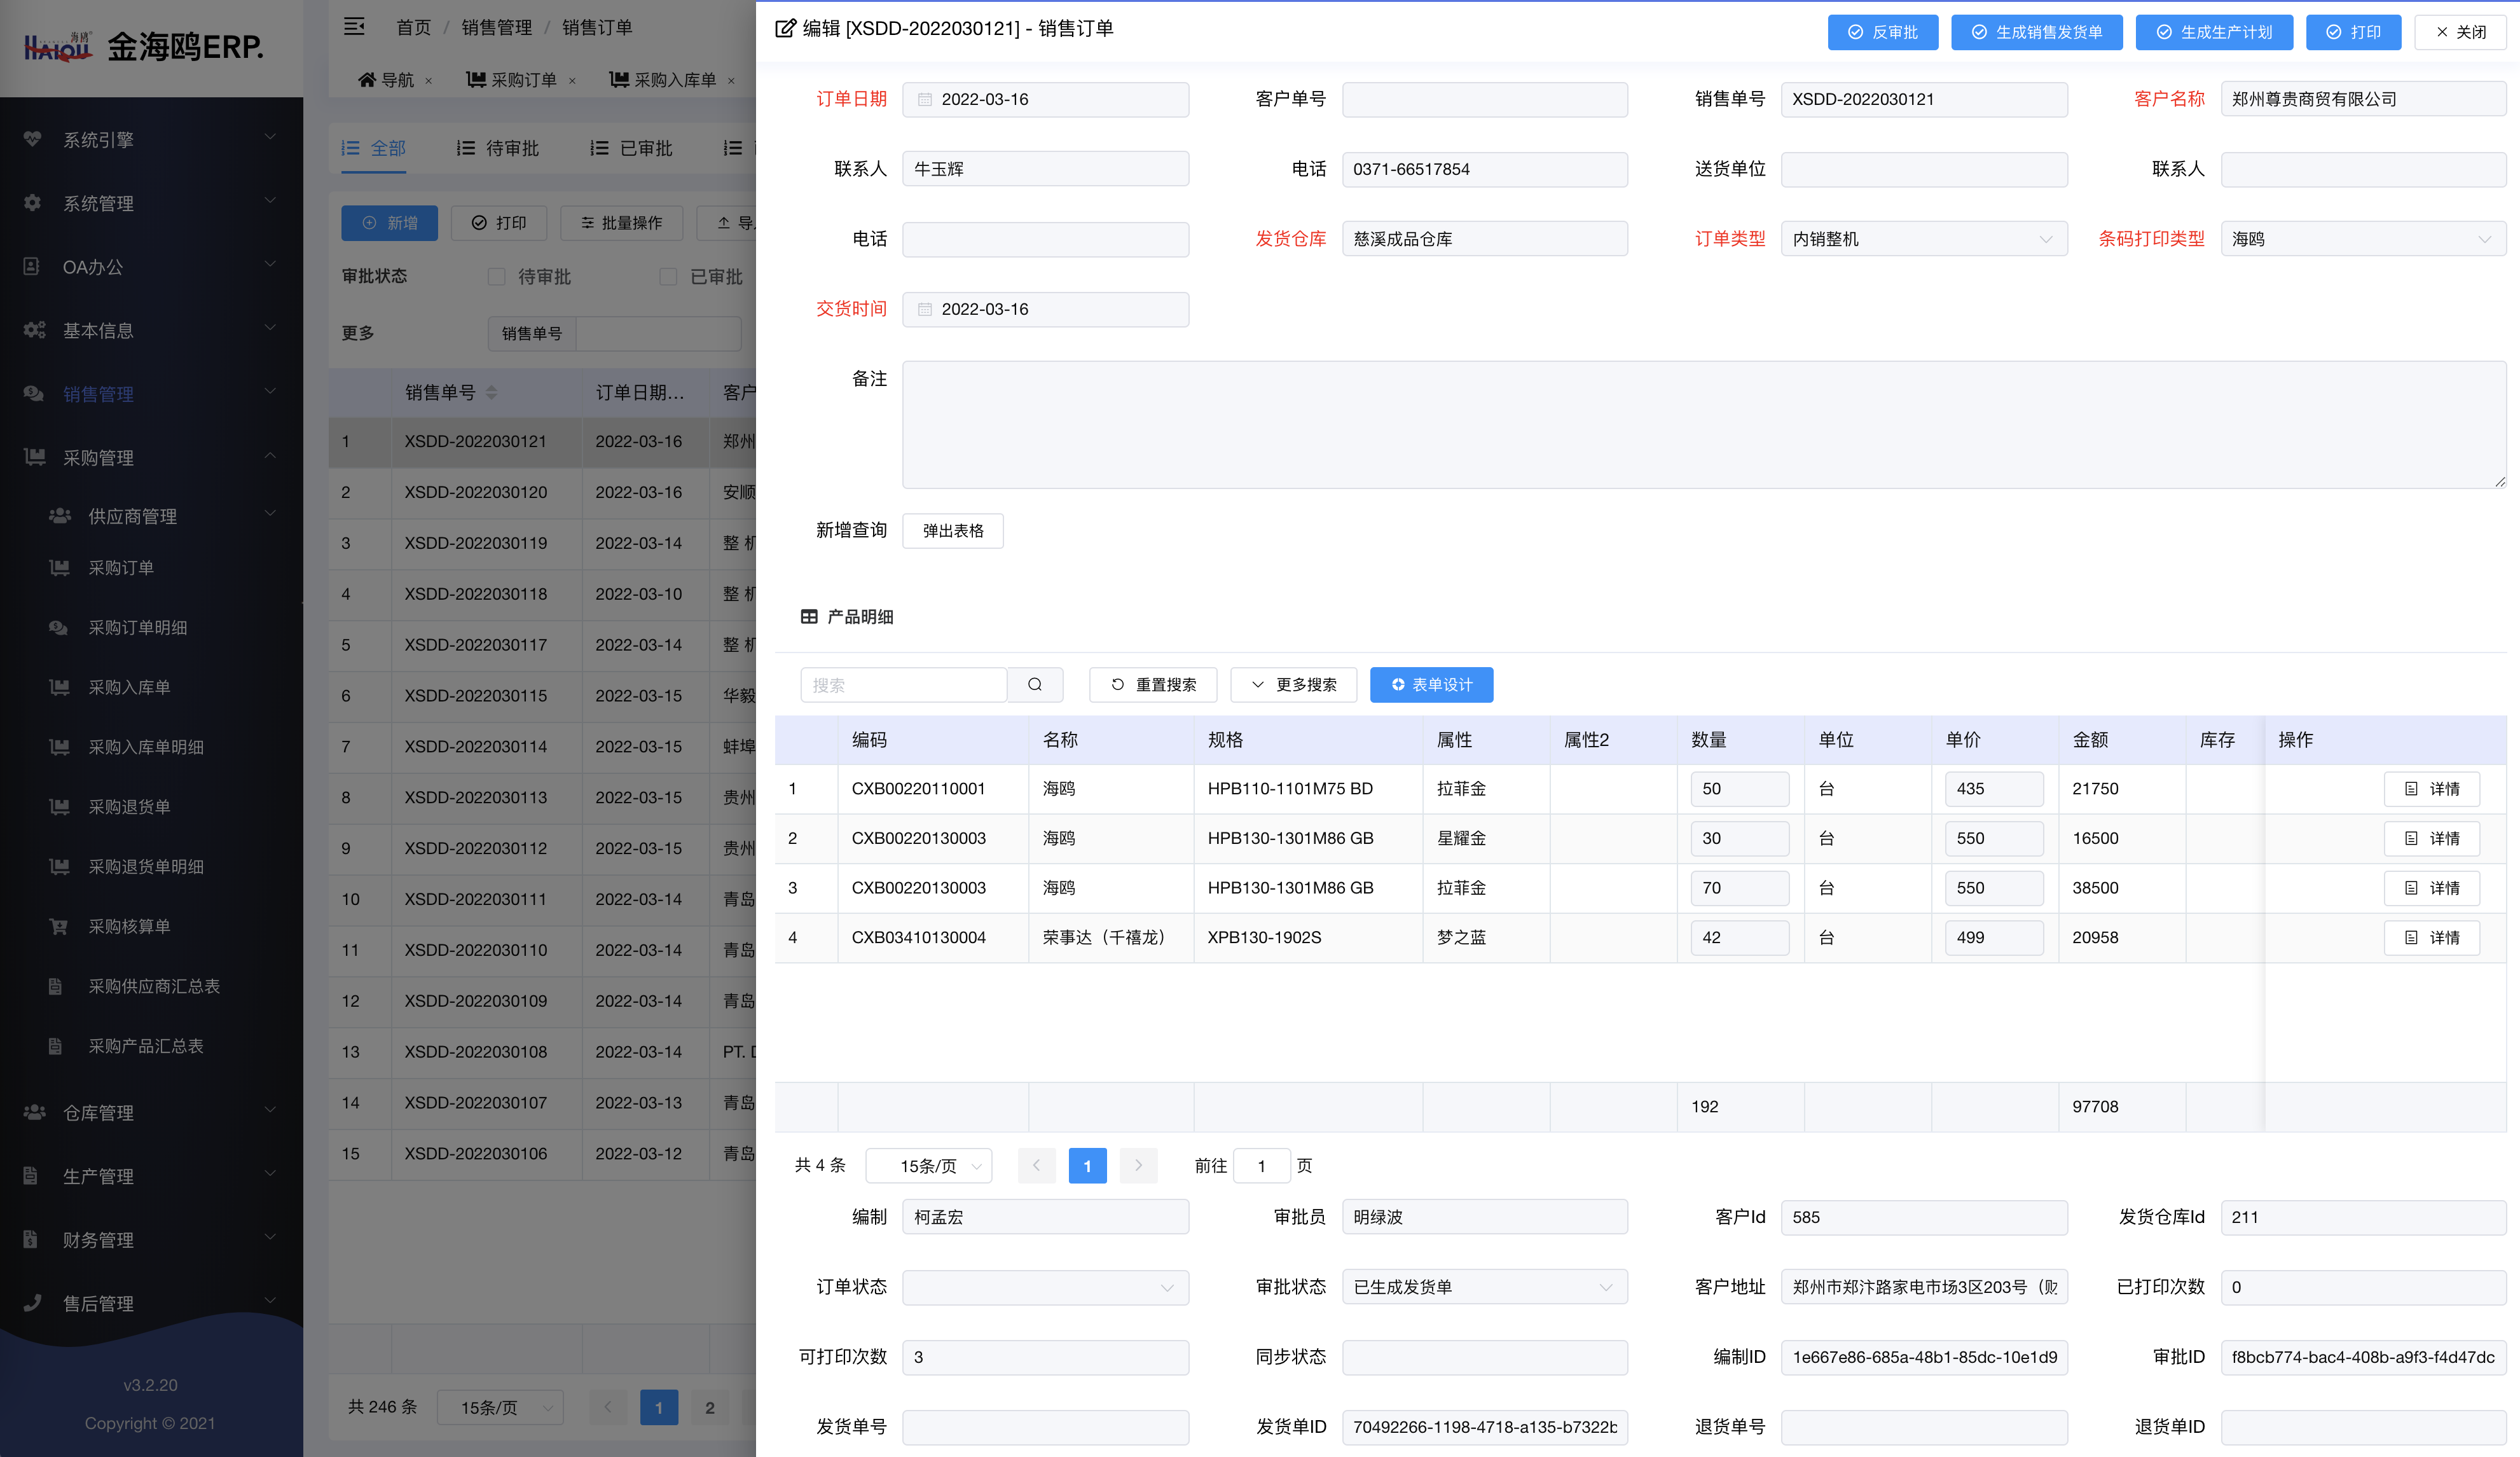 海鸥 HAIOU 金海鸥ERP.
首页 / 销售管理 / 销售订单
导航 × 采购订单 × 采购入库单 ×
系统引擎
系统管理
OA办公
基本信息
销售管理
采购管理
供应商管理
采购订单
采购订单明细
采购入库单
采购入库单明细
采购退货单
采购退货单明细
采购核算单
采购供应商汇总表
采购产品汇总表
仓库管理
生产管理
财务管理
售后管理
v3.2.20
Copyright © 2021
全部 待审批 已审批
新增 打印 批量操作
审批状态 待审批 已审批
更多 销售单号
销售单号 订单日期... 客户
1 XSDD-2022030121 2022-03-16 郑州
2 XSDD-2022030120 2022-03-16 安顺
3 XSDD-2022030119 2022-03-14 整
4 XSDD-2022030118 2022-03-10 整
5 XSDD-2022030117 2022-03-14 整
6 XSDD-2022030115 2022-03-15 华毅
7 XSDD-2022030114 2022-03-15 蚌埠
8 XSDD-2022030113 2022-03-15 贵州
9 XSDD-2022030112 2022-03-15 贵州
10 XSDD-2022030111 2022-03-14 青岛
11 XSDD-2022030110 2022-03-14 青岛
12 XSDD-2022030109 2022-03-14 青岛
13 XSDD-2022030108 2022-03-14 PT.
14 XSDD-2022030107 2022-03-13 青岛
15 XSDD-2022030106 2022-03-12 青岛
共 246 条 15条/页 1 2
编辑 [XSDD-2022030121] - 销售订单
反审批 生成销售发货单 生成生产计划 打印 × 关闭
订单日期 2022-03-16 客户单号 销售单号 XSDD-2022030121 客户名称 郑州尊贵商贸有限公司
联系人 牛玉辉 电话 0371-66517854 送货单位 联系人
电话 发货仓库 慈溪成品仓库 订单类型 内销整机 条码打印类型 海鸥
交货时间 2022-03-16
备注
新增查询 弹出表格
产品明细
搜索 重置搜索 更多搜索 表单设计
编码 名称 规格 属性 属性2 数量 单位 单价 金额 库存 操作
1 CXB00220110001 海鸥 HPB110-1101M75 BD 拉菲金 50 台 435 21750 详情
2 CXB00220130003 海鸥 HPB130-1301M86 GB 星耀金 30 台 550 16500 详情
3 CXB00220130003 海鸥 HPB130-1301M86 GB 拉菲金 70 台 550 38500 详情
4 CXB03410130004 荣事达（千禧龙） XPB130-1902S 梦之蓝 42 台 499 20958 详情
192 97708
共 4 条 15条/页 1 前往 1 页
编制 柯孟宏 审批员 明绿波 客户Id 585 发货仓库Id 211
订单状态 审批状态 已生成发货单 客户地址 郑州市郑汴路家电市场3区203号（财 已打印次数 0
可打印次数 3 同步状态 编制ID 1e667e86-685a-48b1-85dc-10e1d9 审批ID f8bcb774-bac4-408b-a9f3-f4d47dc
发货单号 发货单ID 70492266-1198-4718-a135-b7322b 退货单号 退货单ID